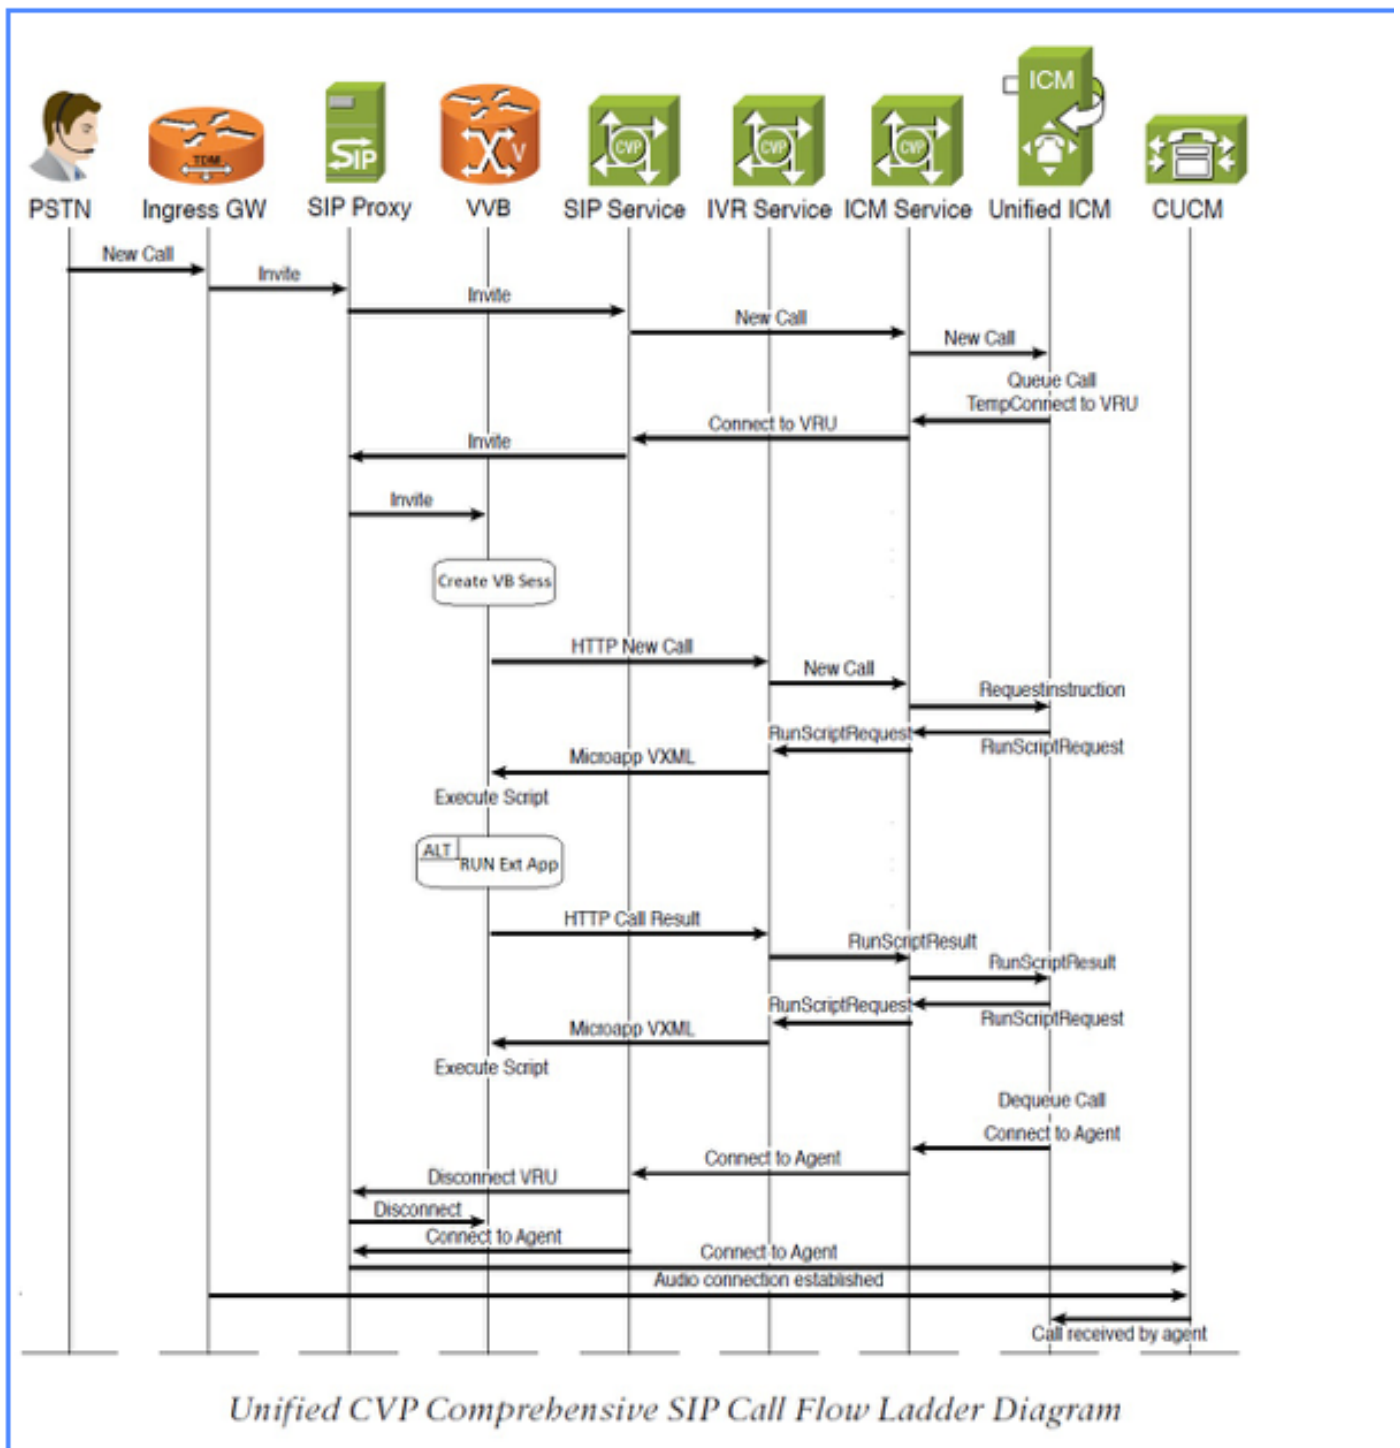 ICM
TDM
SIP
V
CVP
CVP
CVP
PSTN
Ingress GW
SIP Proxy
VVB
SIP Service
IVR Service
ICM Service
Unified ICM
CUCM
New Call
Invite
Invite
New Call
New Call
Queue Call
TempConnect to VRU
Connect to VRU
Invite
Invite
Create VB Sess
HTTP New Call
New Call
Requestinstruction
RunScriptRequest
RunScriptRequest
Microapp VXML
Execute Script
ALT
RUN Ext App
HTTP Call Result
RunScriptResult
RunScriptResult
RunScriptRequest
RunScriptRequest
Microapp VXML
Execute Script
Dequeue Call
Connect to Agent
Connect to Agent
Disconnect VRU
Disconnect
Connect to Agent
Connect to Agent
Audio connection established
Call received by agent
Unified CVP Comprehensive SIP Call Flow Ladder Diagram